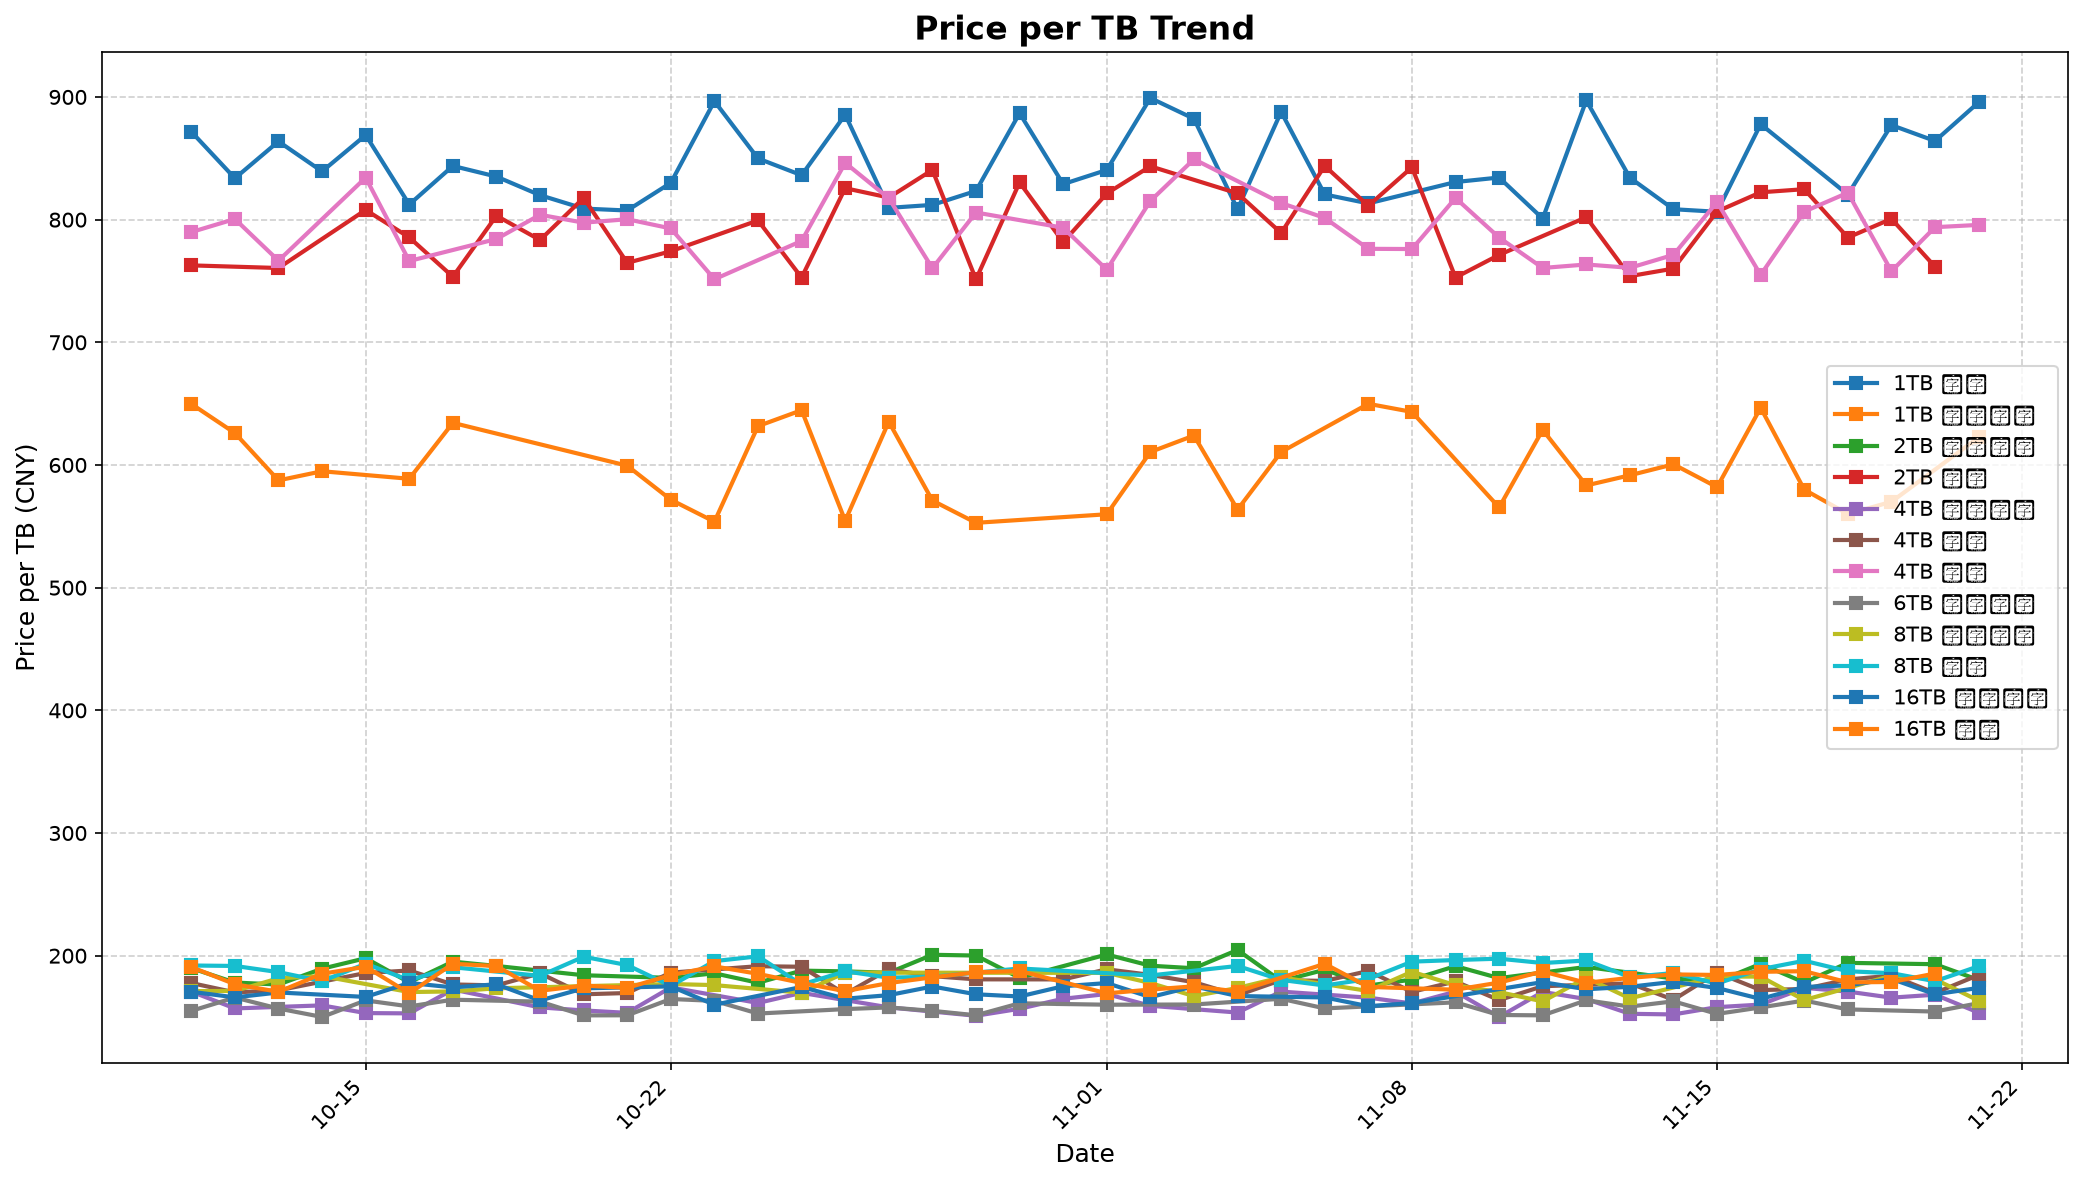 Price per TB Trend
Price per TB (CNY)
900
800
700
600
500
400
300
200
1TB
1TB
2TB
2TB
4TB
4TB
4TB
6TB
8TB
8TB
16TB
16TB
10-15
10-22
11-01
11-08
11-15
11-22
Date